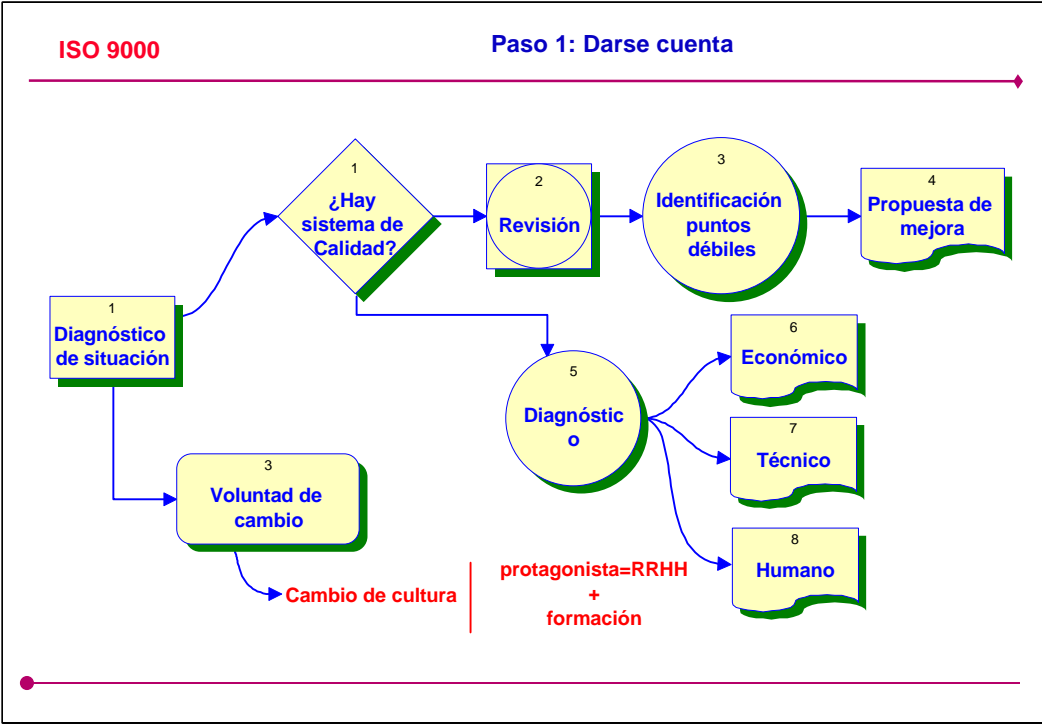 ISO 9000
Paso 1: Darse cuenta
1
¿Hay
sistema de
Calidad?
2
Revisión
3
Identificación
puntos
débiles
4
Propuesta de
mejora
1
Diagnóstico
de situación
5
Diagnóstic
o
6
Económico
7
Técnico
8
Humano
3
Voluntad de
cambio
Cambio de cultura
protagonista=RRHH
+
formación